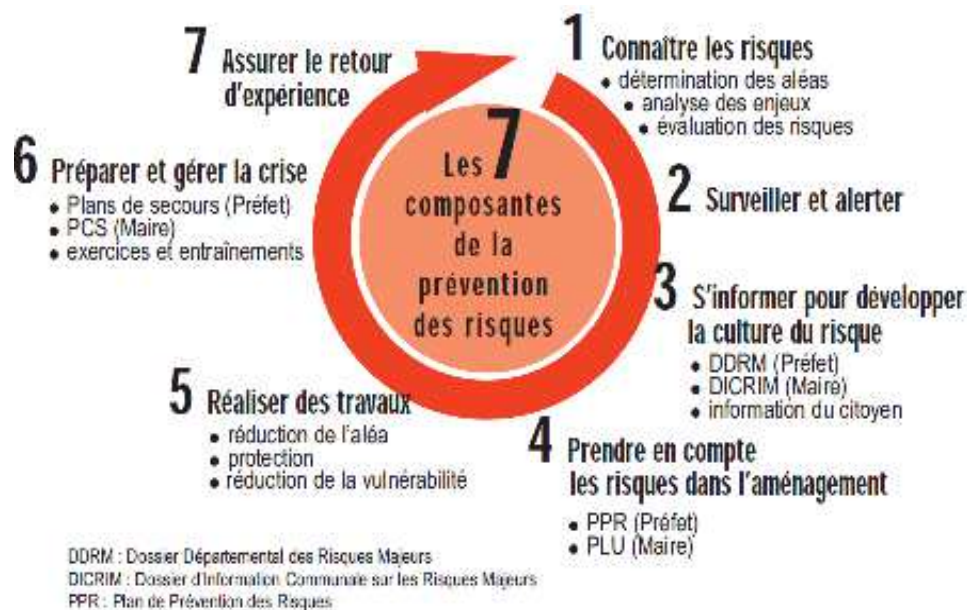 1 Connaître les risques
• détermination des aléas
• analyse des enjeux
• évaluation des risques
2 Surveiller et alerter
3 S'informer pour développer
la culture du risque
• DDRM (Préfet)
• DICRIM (Maire)
• information du citoyen
4 Prendre en compte
les risques dans l'aménagement
• PPR (Préfet)
• PLU (Maire)
5 Réaliser des travaux
• réduction de l'aléa
• protection
• réduction de la vulnérabilité
6 Préparer et gérer la crise
• Plans de secours (Préfet)
• PCS (Maire)
• exercices et entraînements
7 Assurer le retour
d'expérience
Les 7
composantes
de la
prévention
des risques
DDRM : Dossier Départemental des Risques Majeurs
DICRIM : Dossier d'Information Communale sur les Risques Majeurs
PPR : Plan de Prévention des Risques